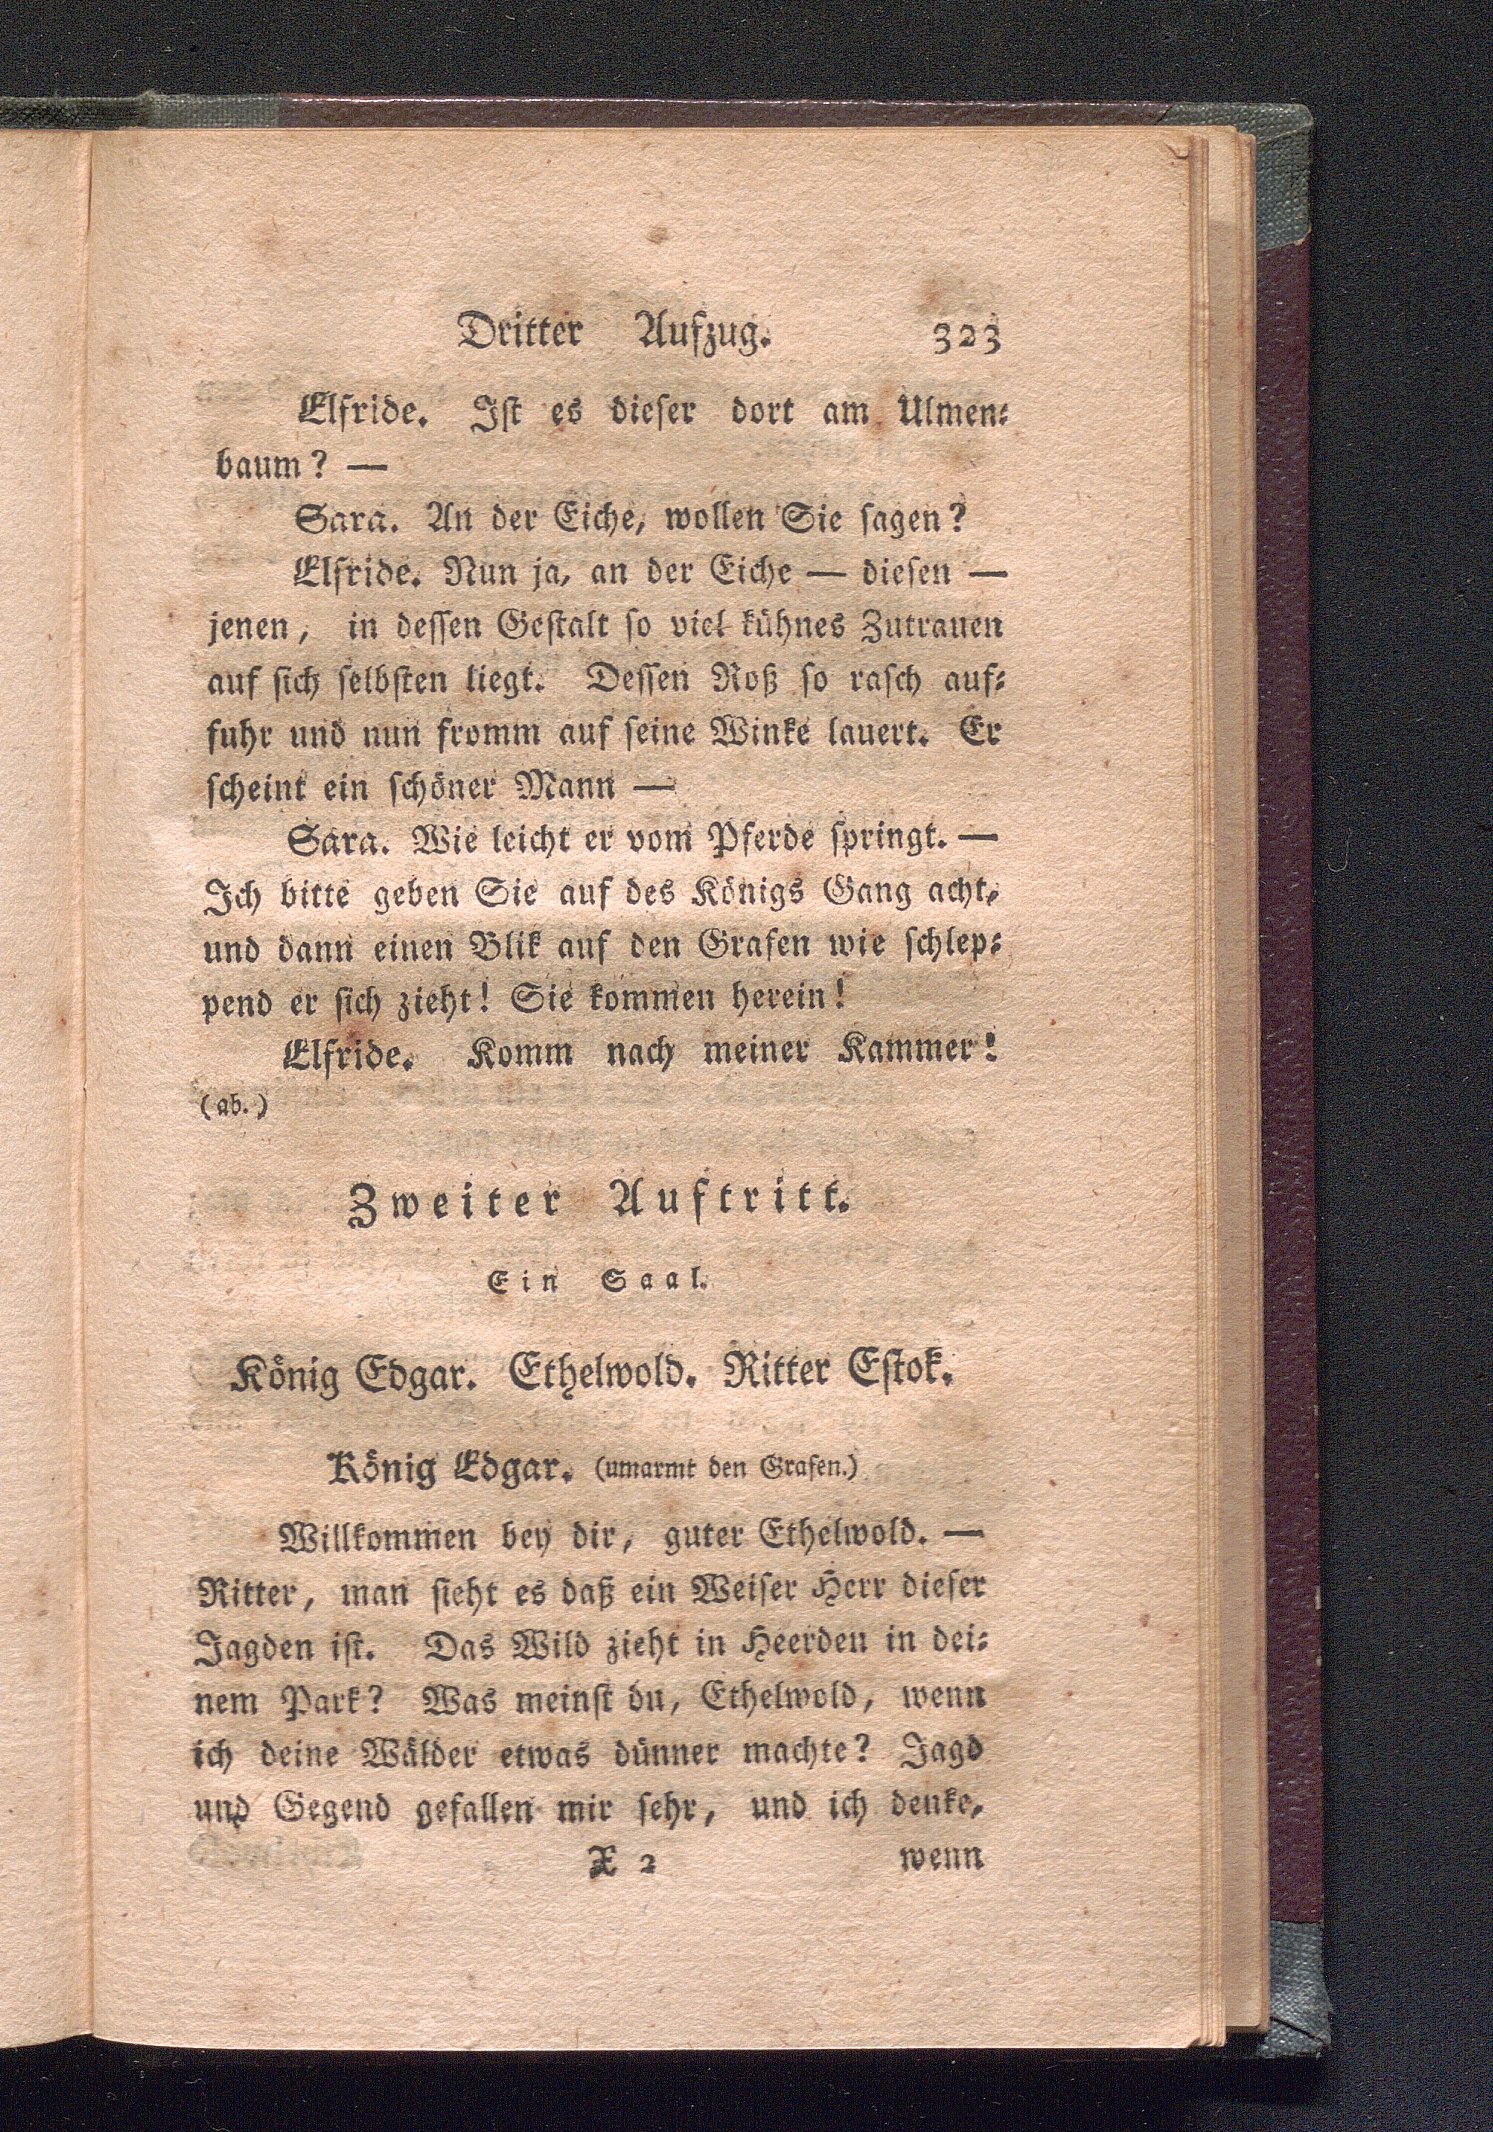 Dritter Aufzug. 323
Elfride. Iſt es dieſer dort am Ulmen⸗
baum? —
Sara. An der Eiche, wollen Sie ſagen?
Elfride. Nun ja, an der Eiche — dieſen —
jenen, in deſſen Geſtalt ſo viel kühnes Zutrauen
auf ſich ſelbſten liegt. Deſſen Roß ſo raſch auf⸗
fuhr und nun fromm auf ſeine Winke lauert. Er
ſcheint ein ſchöner Mann —
Sara. Wie leicht er vom Pferde ſpringt. —
Ich bitte geben Sie auf des Königs Gang acht,
und dann einen Blik auf den Grafen wie ſchlep⸗
pend er ſich zieht! Sie kommen herein!
Elfride. Komm nach meiner Kammer!
(ab.)
Zweiter Auftritt.
Ein Saal.
König Edgar. Ethelwold. Ritter Eſtok.
König Edgar. (umarmt den Grafen.)
Willkommen bey dir, guter Ethelwold. —
Ritter, man ſieht es daß ein Weiſer Herr dieſer
Jagden iſt. Das Wild zieht in Heerden in dei⸗
nem Park? Was meinſt du, Ethelwold, wenn
ich deine Wälder etwas dünner machte? Jagd
und Gegend gefallen mir ſehr, und ich denke,
X 2 wenn